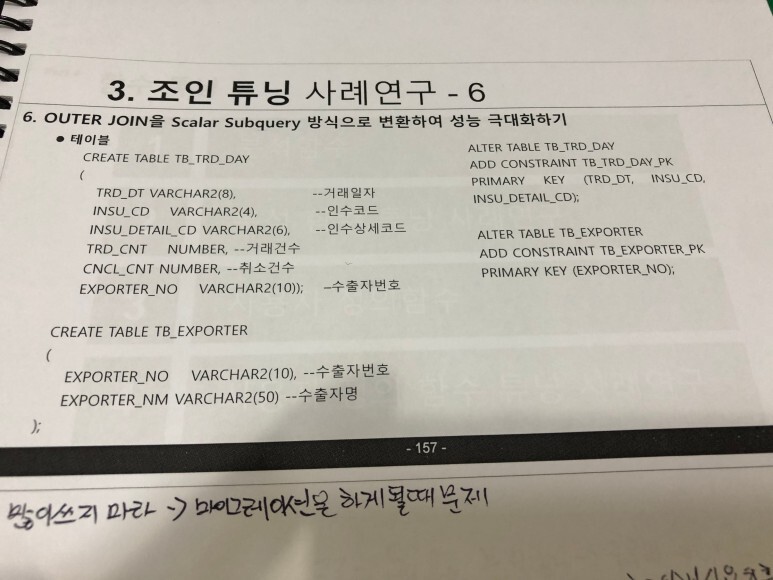 3. 조인 튜닝 사례연구 - 6
6. OUTER JOIN을 Scalar Subquery 방식으로 변환하여 성능 극대화하기
● 테이블
CREATE TABLE TB_TRD_DAY
(
TRD_DT VARCHAR2(8), --거래일자
INSU_CD VARCHAR2(4), --인수코드
INSU_DETAIL_CD VARCHAR2(6), --인수상세코드
TRD_CNT NUMBER, --거래건수
CNCL_CNT NUMBER, --취소건수
EXPORTER_NO VARCHAR2(10)); –수출자번호
CREATE TABLE TB_EXPORTER
(
EXPORTER_NO VARCHAR2(10), --수출자번호
EXPORTER_NM VARCHAR2(50) --수출자명
);
ALTER TABLE TB_TRD_DAY
ADD CONSTRAINT TB_TRD_DAY_PK
PRIMARY KEY (TRD_DT, INSU_CD,
INSU_DETAIL_CD);
ALTER TABLE TB_EXPORTER
ADD CONSTRAINT TB_EXPORTER_PK
PRIMARY KEY (EXPORTER_NO);
- 157 -
많이쓰지 마라 -> 마이그레이션을 하게될때 문제